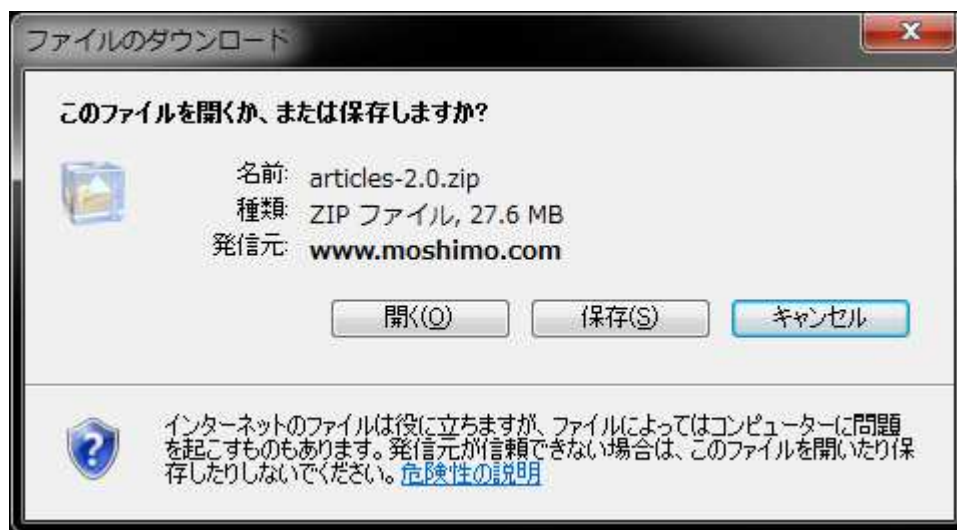 ファイルのダウンロード
このファイルを開くか、または保存しますか?
名前: articles-2.0.zip
種類: ZIP ファイル, 27.6 MB
発信元: www.moshimo.com
開く(O) 保存(S) キャンセル
インターネットのファイルは役に立ちますが、ファイルによってはコンピューターに問題
を起こすものもあります。発信元が信頼できない場合は、このファイルを開いたり保
存したりしないでください。危険性の説明